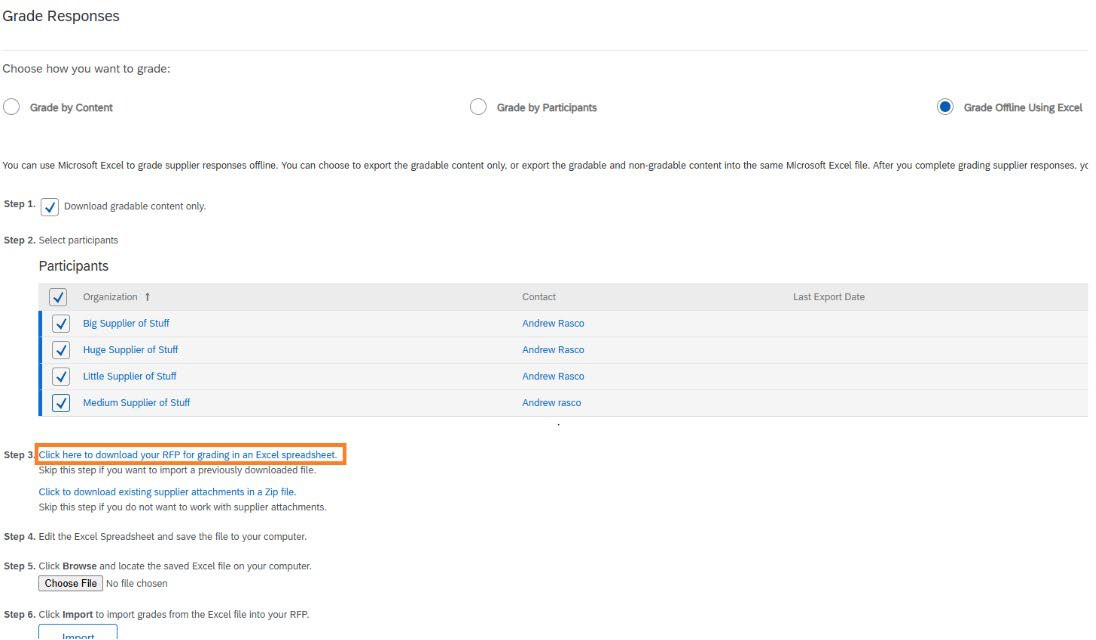 Grade Responses
Choose how you want to grade:
Grade by Content Grade by Participants Grade Offline Using Excel
You can use Microsoft Excel to grade supplier responses offline. You can choose to export the gradable content only, or export the gradable and non-gradable content into the same Microsoft Excel file. After you complete grading supplier responses,
Step 1. Download gradable content only.
Step 2. Select participants
Participants
Organization ↑ Contact Last Export Date
Big Supplier of Stuff Andrew Rasco
Huge Supplier of Stuff Andrew Rasco
Little Supplier of Stuff Andrew Rasco
Medium Supplier of Stuff Andrew rasco
Step 3. Click here to download your RFP for grading in an Excel spreadsheet.
Skip this step if you want to import a previously downloaded file.
Click to download existing supplier attachments in a Zip file.
Skip this step if you do not want to work with supplier attachments.
Step 4. Edit the Excel Spreadsheet and save the file to your computer.
Step 5. Click Browse and locate the saved Excel file on your computer.
Choose File No file chosen
Step 6. Click Import to import grades from the Excel file into your RFP.
Import